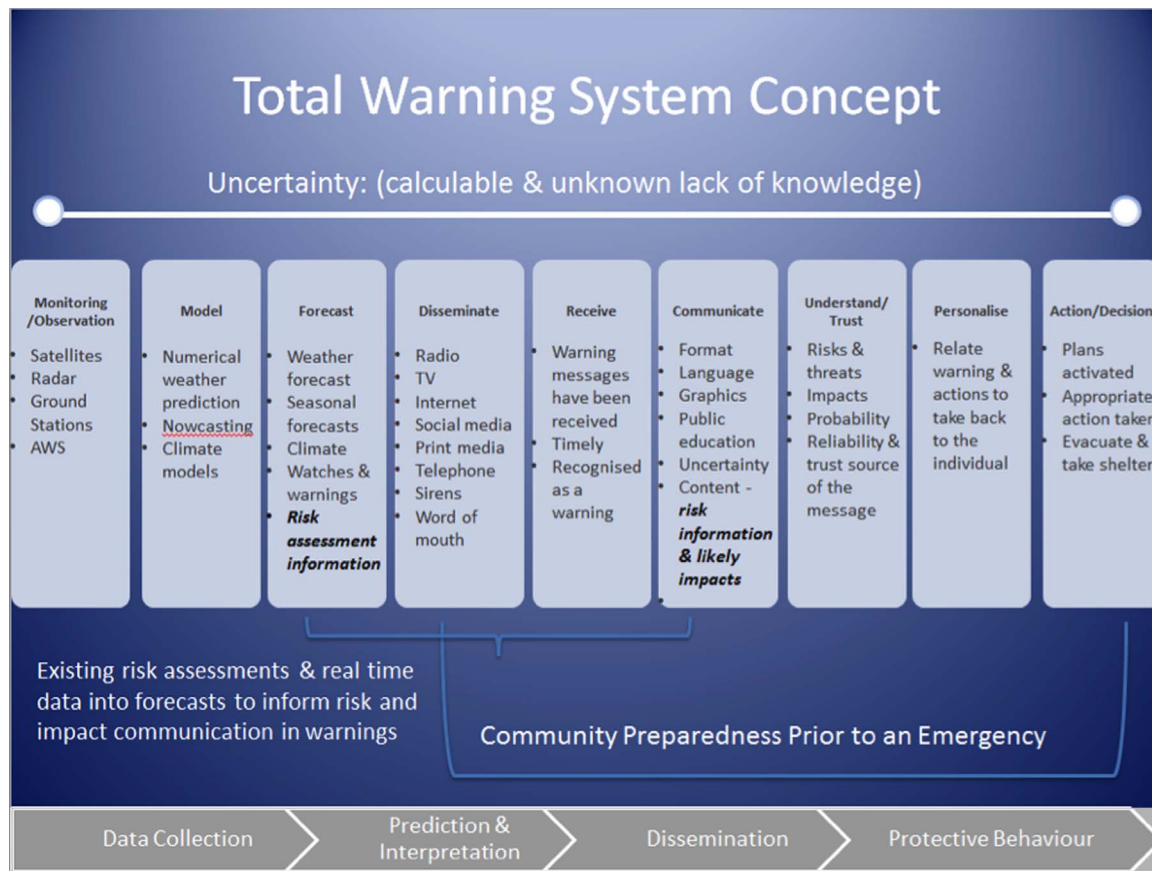 Total Warning System Concept
Uncertainty: (calculable & unknown lack of knowledge)
Monitoring
/Observation
• Satellites
• Radar
• Ground
Stations
• AWS
Model
• Numerical
weather
prediction
• Nowcasting
• Climate
models
Forecast
• Weather
forecast
• Seasonal
forecasts
• Climate
• Watches &
warnings
• Risk
assessment
information
Disseminate
• Radio
• TV
• Internet
• Social media
• Print media
• Telephone
• Sirens
• Word of
mouth
Receive
• Warning
messages
have been
received
• Timely
• Recognised
as a
warning
Communicate
• Format
• Language
• Graphics
• Public
education
• Uncertainty
• Content -
risk
information
& likely
impacts
•
Understand/
Trust
• Risks &
threats
• Impacts
• Probability
• Reliability &
trust source
of the
message
Personalise
• Relate
warning &
actions to
take back
to the
individual
Action/Decision
• Plans
activated
• Appropriate
action taken
• Evacuate &
take shelter
Existing risk assessments & real time
data into forecasts to inform risk and
impact communication in warnings
Community Preparedness Prior to an Emergency
Data Collection
Prediction &
Interpretation
Dissemination
Protective Behaviour